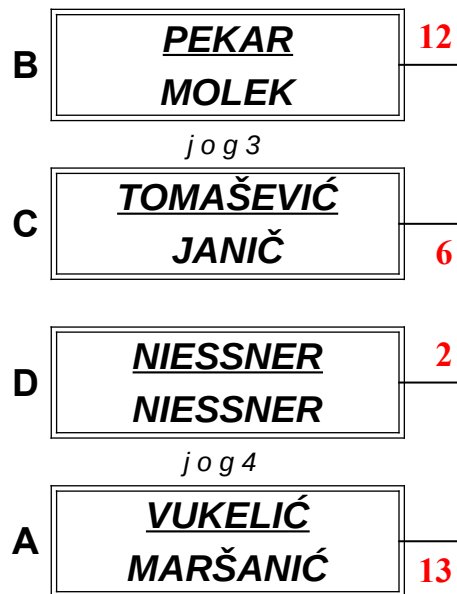 B
PEKAR
12
MOLEK
j o g 3
C
TOMAŠEVIĆ
JANIČ
6
D
NIESSNER
2
NIESSNER
j o g 4
A
VUKELIĆ
MARŠANIĆ
13